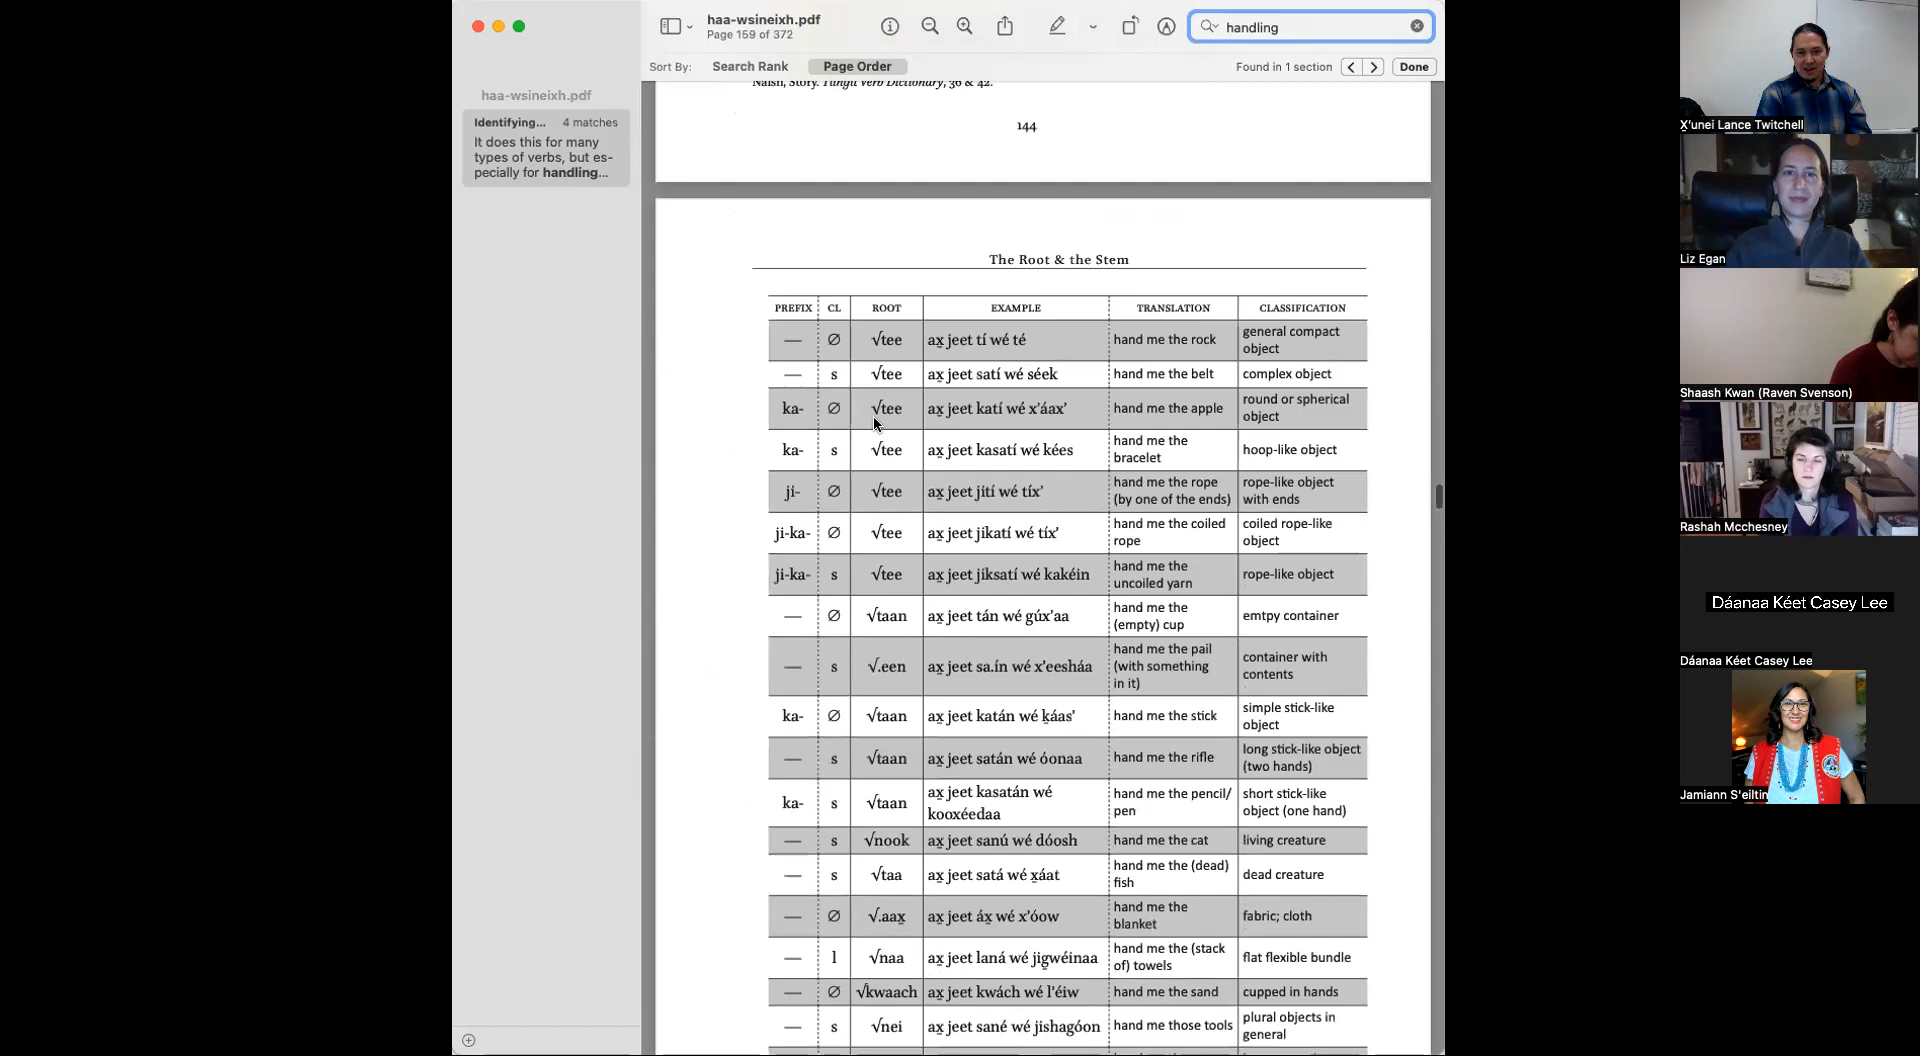 haa-wsineixh.pdf
Page 159 of 372
handling
Sort By:
Search Rank
Page Order
Found in 1 section
Done
haa-wsineixh.pdf
Identifying... 4 matches
It does this for many
types of verbs, but es-
pecially for handling...
Naish, Story. Tlingit Verb Dictionary, 36 & 42.
144
The Root & the Stem
PREFIX CL ROOT EXAMPLE TRANSLATION CLASSIFICATION
— ∅ √tee ax̱ jeet tí wé té hand me the rock general compact
object
— s √tee ax̱ jeet satí wé séek hand me the belt complex object
ka- ∅ √tee ax̱ jeet katí wé x'áax' hand me the apple round or spherical
object
ka- s √tee ax̱ jeet kasatí wé kées hand me the
bracelet hoop-like object
ji- ∅ √tee ax̱ jeet jití wé tíx' hand me the rope
(by one of the ends) rope-like object
with ends
ji-ka- ∅ √tee ax̱ jeet jikatí wé tíx' hand me the coiled
rope coiled rope-like
object
ji-ka- s √tee ax̱ jeet jiksatí wé kakéin hand me the
uncoiled yarn rope-like object
— ∅ √taan ax̱ jeet tán wé gúx'aa hand me the
(empty) cup emtpy container
— s √.een ax̱ jeet sa.ín wé x'eesháa hand me the pail
(with something
in it) container with
contents
ka- ∅ √taan ax̱ jeet katán wé ḵáas' hand me the stick simple stick-like
object
— s √taan ax̱ jeet satán wé óonaa hand me the rifle long stick-like object
(two hands)
ka- s √taan ax̱ jeet kasatán wé
kooxéedaa hand me the pencil/
pen short stick-like
object (one hand)
— s √nook ax̱ jeet sanú wé dóosh hand me the cat living creature
— s √taa ax̱ jeet satá wé x̱áat hand me the (dead)
fish dead creature
— ∅ √.aax̱ ax̱ jeet áx̱ wé x'óow hand me the
blanket fabric; cloth
— l √naa ax̱ jeet laná wé jig̱wéinaa hand me the (stack
of) towels flat flexible bundle
— ∅ √kwaach ax̱ jeet kwách wé l'éiw hand me the sand cupped in hands
— s √nei ax̱ jeet sané wé jishagóon hand me those tools plural objects in
general
X̱'unei Lance Twitchell
Liz Egan
Shaash Kwan (Raven Svenson)
Rashah Mcchesney
Dáanaa Kéet Casey Lee
Dáanaa Kéet Casey Lee
Jamiann S'eiltin